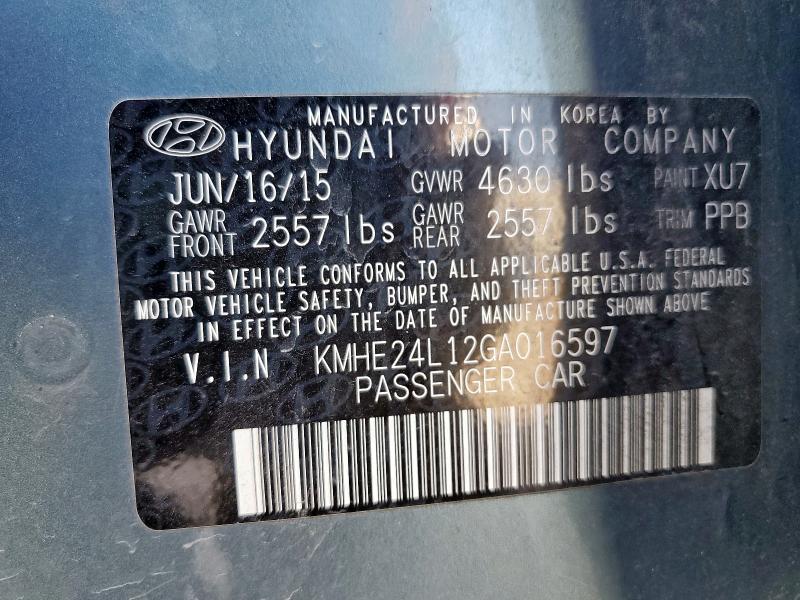 MANUFACTURED IN KOREA BY
HYUNDAI MOTOR COMPANY
JUN/16/15 GVWR 4630 lbs PAINT XU7
GAWR FRONT 2557 lbs GAWR REAR 2557 lbs TRIM PPB
THIS VEHICLE CONFORMS TO ALL APPLICABLE U.S.A. FEDERAL
MOTOR VEHICLE SAFETY, BUMPER, AND THEFT PREVENTION STANDARDS
IN EFFECT ON THE DATE OF MANUFACTURE SHOWN ABOVE
V.I.N KMHE24L12GA016597
PASSENGER CAR